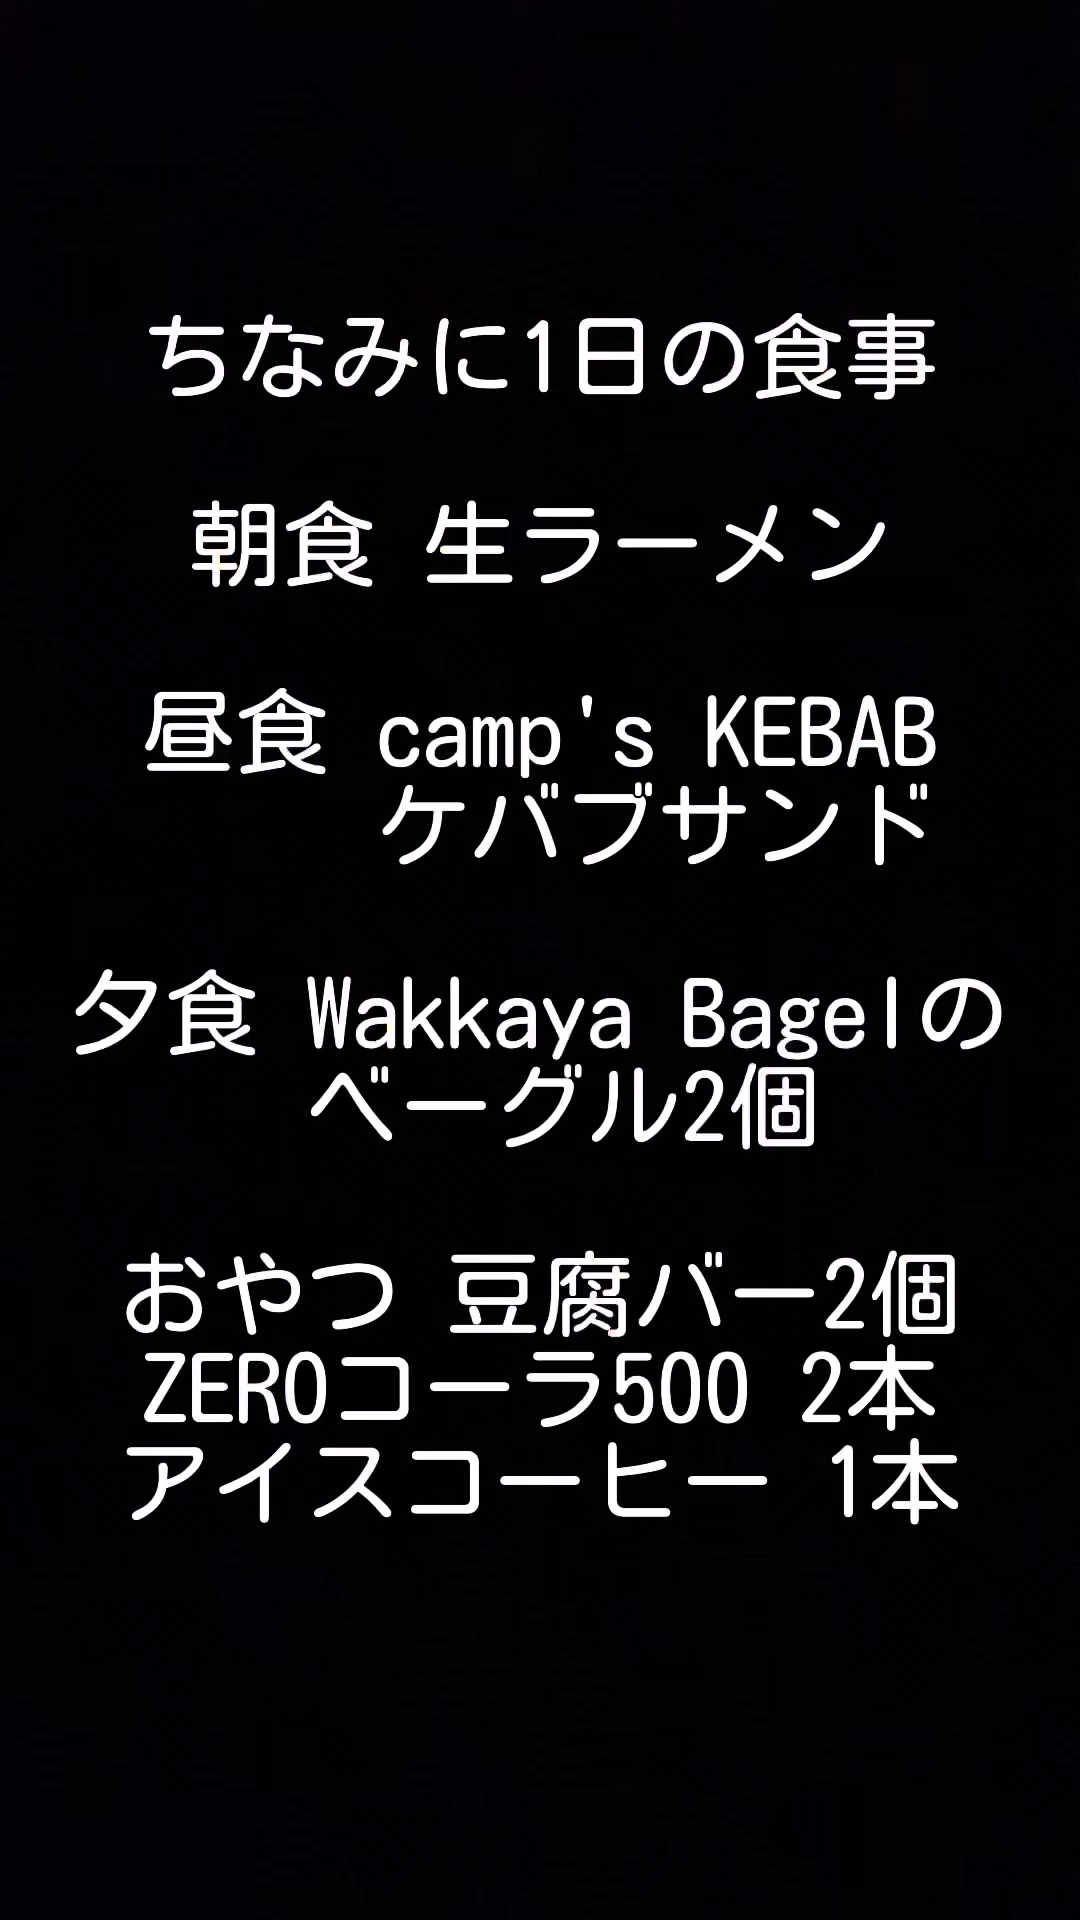 ちなみに1日の食事
朝食 生ラーメン
昼食 camp's KEBAB
ケバブサンド
夕食 Wakkaya Bagelの
ベーグル2個
おやつ 豆腐バー2個
ZEROコーラ500 2本
アイスコーヒー 1本